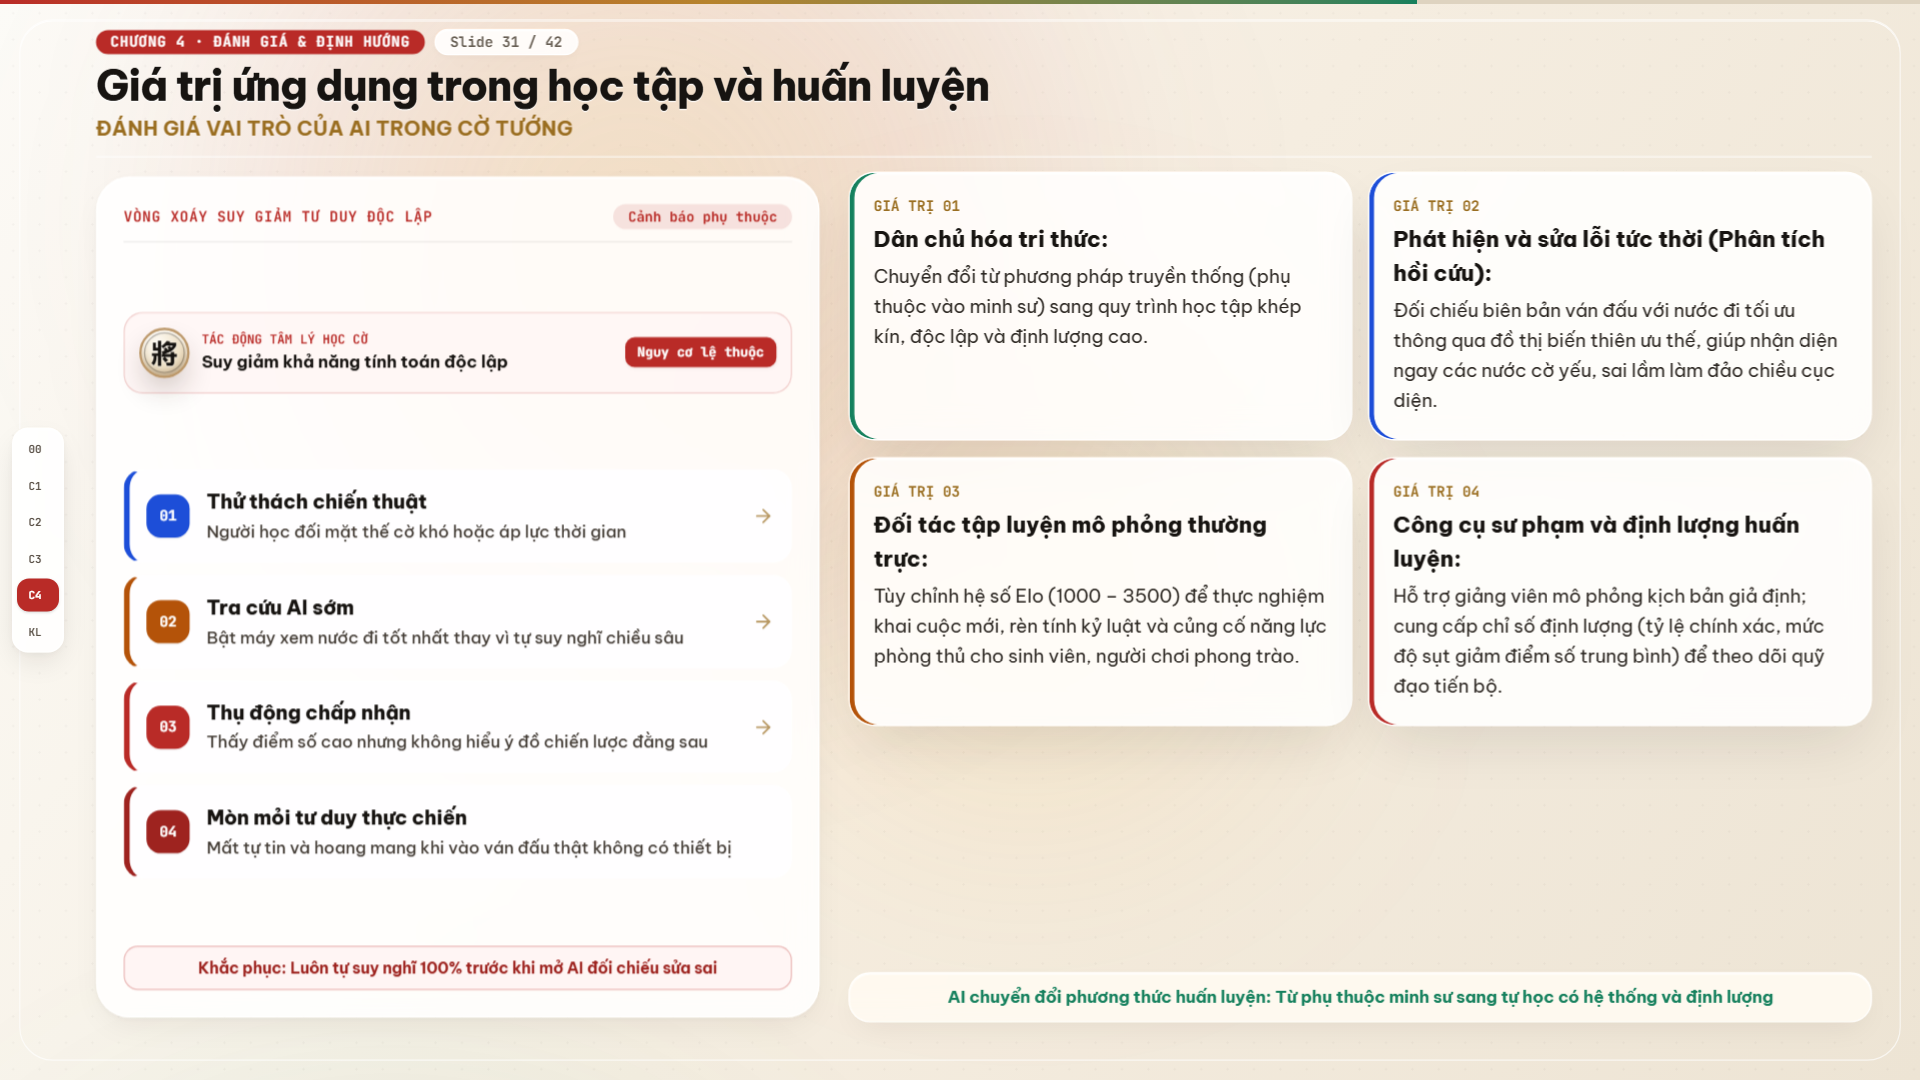 CHƯƠNG 4 · ĐÁNH GIÁ & ĐỊNH HƯỚNG
Slide 31 / 42
Giá trị ứng dụng trong học tập và huấn luyện
ĐÁNH GIÁ VAI TRÒ CỦA AI TRONG CỜ TƯỚNG
00
C1
C2
C3
C4
KL
VÒNG XOÁY SUY GIẢM TƯ DUY ĐỘC LẬP
Cảnh báo phụ thuộc
將
TÁC ĐỘNG TÂM LÝ HỌC CỜ
Suy giảm khả năng tính toán độc lập
Nguy cơ lệ thuộc
01
Thử thách chiến thuật
Người học đối mặt thế cờ khó hoặc áp lực thời gian
→
02
Tra cứu AI sớm
Bật máy xem nước đi tốt nhất thay vì tự suy nghĩ chiều sâu
→
03
Thụ động chấp nhận
Thấy điểm số cao nhưng không hiểu ý đồ chiến lược đằng sau
→
04
Mòn mỏi tư duy thực chiến
Mất tự tin và hoang mang khi vào ván đấu thật không có thiết bị
Khắc phục: Luôn tự suy nghĩ 100% trước khi mở AI đối chiếu sửa sai
GIÁ TRỊ 01
Dân chủ hóa tri thức:
Chuyển đổi từ phương pháp truyền thống (phụ
thuộc vào minh sư) sang quy trình học tập khép
kín, độc lập và định lượng cao.
GIÁ TRỊ 02
Phát hiện và sửa lỗi tức thời (Phân tích
hồi cứu):
Đối chiếu biên bản ván đấu với nước đi tối ưu
thông qua đồ thị biến thiên ưu thế, giúp nhận diện
ngay các nước cờ yếu, sai lầm làm đảo chiều cục
diện.
GIÁ TRỊ 03
Đối tác tập luyện mô phỏng thường
trực:
Tùy chỉnh hệ số Elo (1000 – 3500) để thực nghiệm
khai cuộc mới, rèn tính kỷ luật và củng cố năng lực
phòng thủ cho sinh viên, người chơi phong trào.
GIÁ TRỊ 04
Công cụ sư phạm và định lượng huấn
luyện:
Hỗ trợ giảng viên mô phỏng kịch bản giả định;
cung cấp chỉ số định lượng (tỷ lệ chính xác, mức
độ sụt giảm điểm số trung bình) để theo dõi quỹ
đạo tiến bộ.
AI chuyển đổi phương thức huấn luyện: Từ phụ thuộc minh sư sang tự học có hệ thống và định lượng